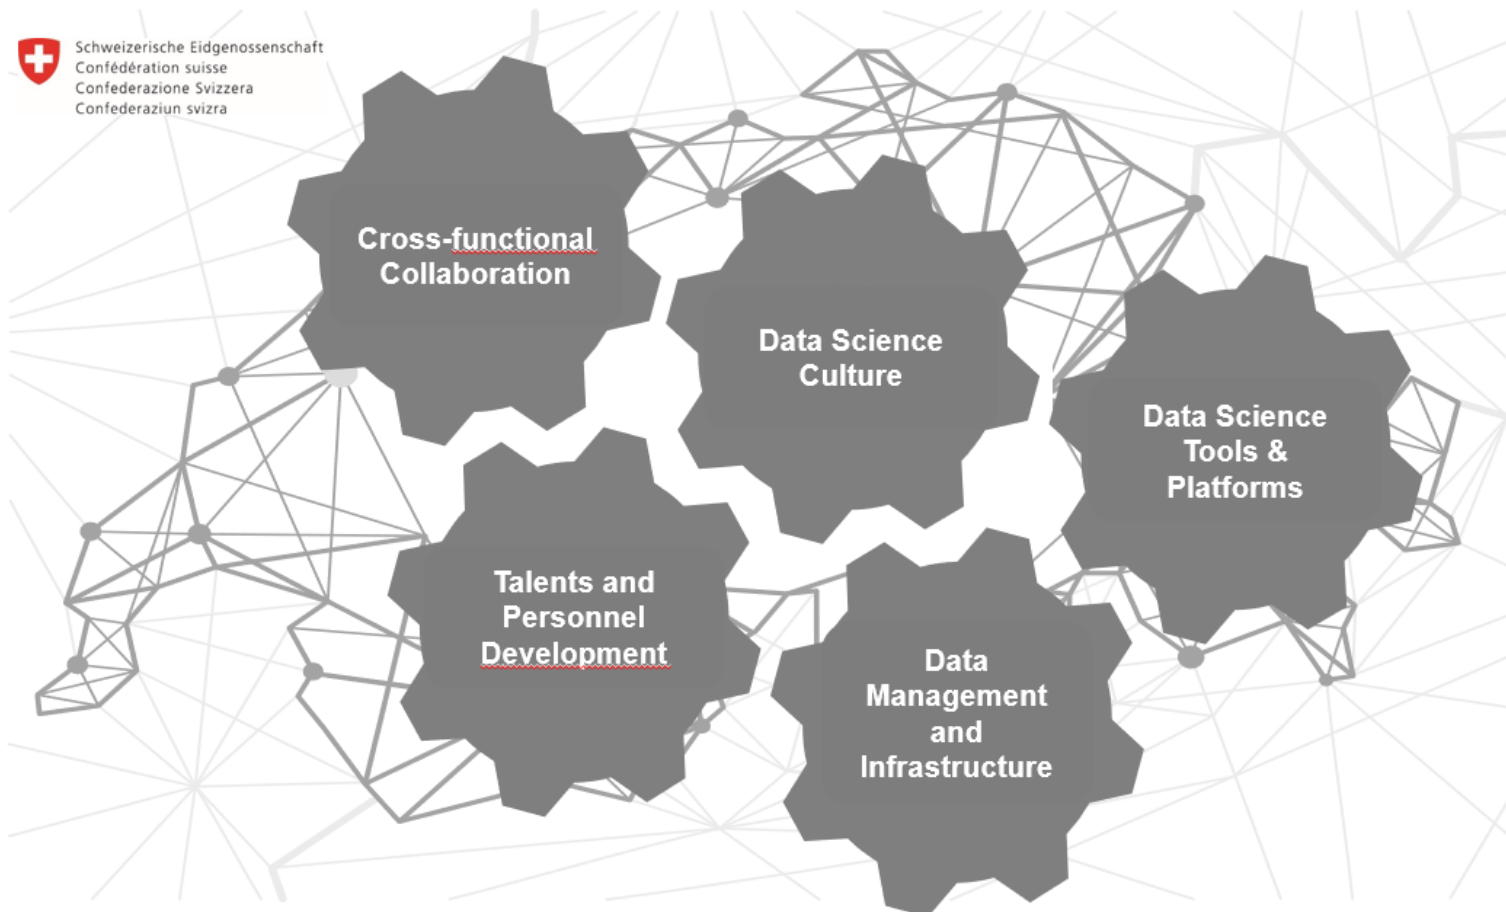 Schweizerische Eidgenossenschaft
Confédération suisse
Confederazione Svizzera
Confederaziun svizra
Cross-functional
Collaboration
Data Science
Culture
Data Science
Tools &
Platforms
Talents and
Personnel
Development
Data
Management
and
Infrastructure